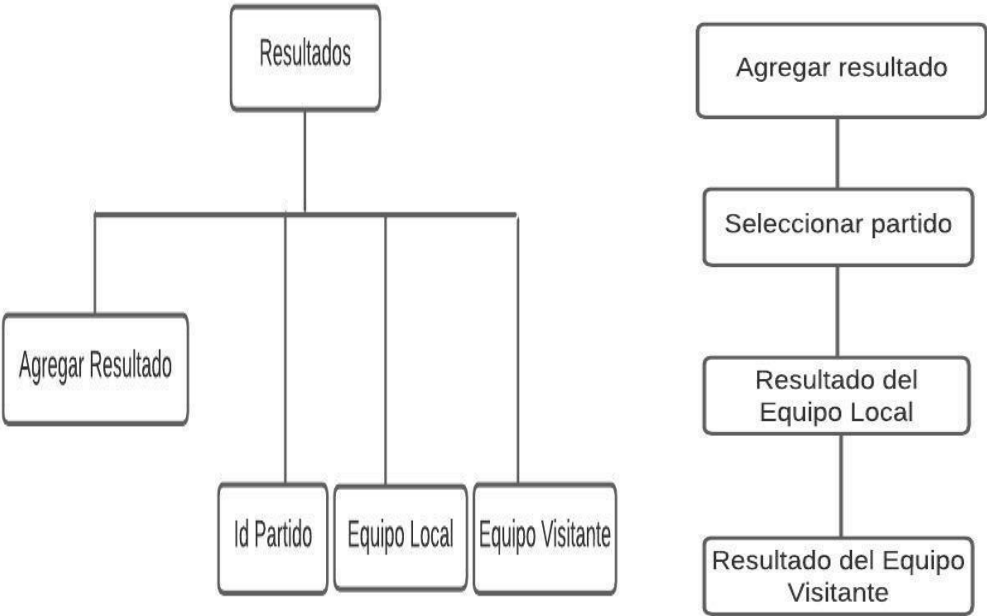 Resultados
Agregar Resultado
Id Partido
Equipo Local
Equipo Visitante
Agregar resultado
Seleccionar partido
Resultado del
Equipo Local
Resultado del Equipo
Visitante